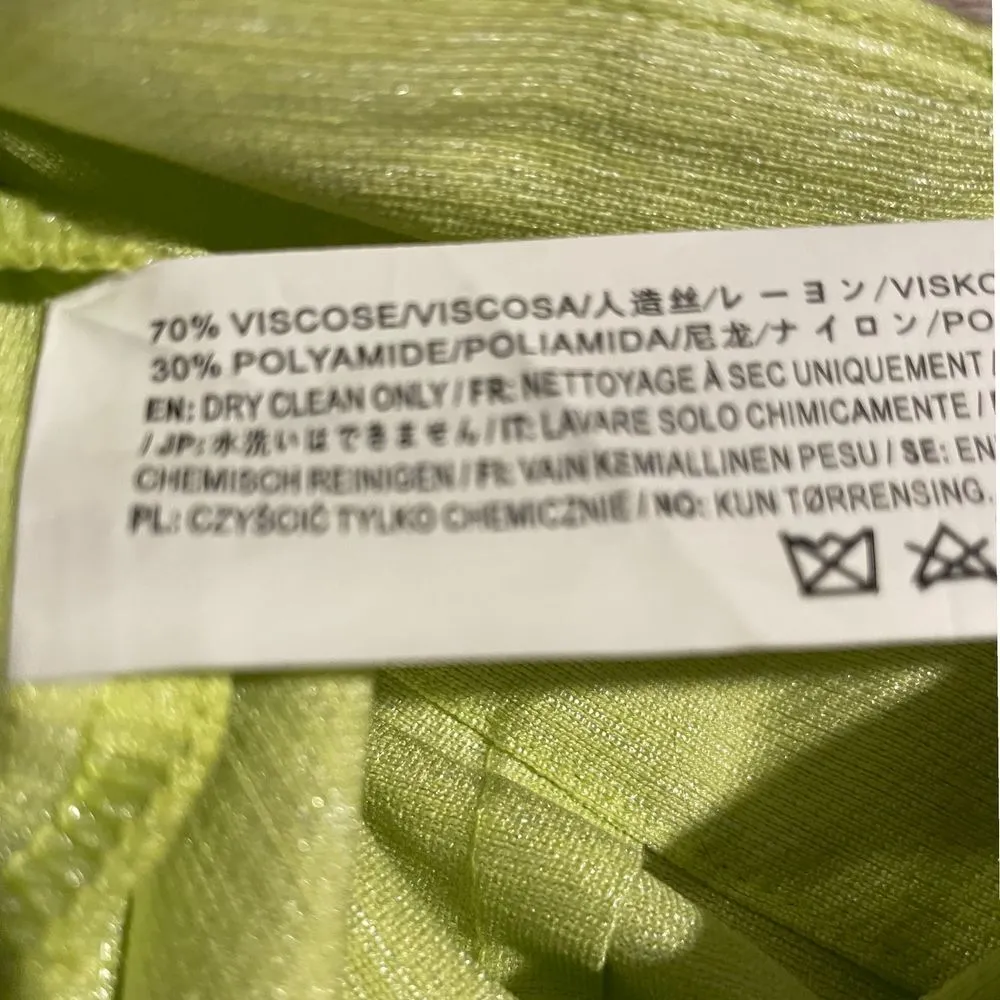 70% VISCOSE/VISCOSA/人造丝/レーヨン/VISKO
30% POLYAMIDE/POLIAMIDA/尼龙/ナイロン/PO
EN: DRY CLEAN ONLY / FR: NETTOYAGE À SEC UNIQUEMENT /
/ JP: 水洗いはできません / IT: LAVARE SOLO CHIMICAMENTE /
CHEMISCH REINIGEN / FI: VAIN KEMIALLINEN PESU / SE: EN
PL: CZYŚCIĆ TYLKO CHEMICZNIE / NO: KUN TØRRENSING.